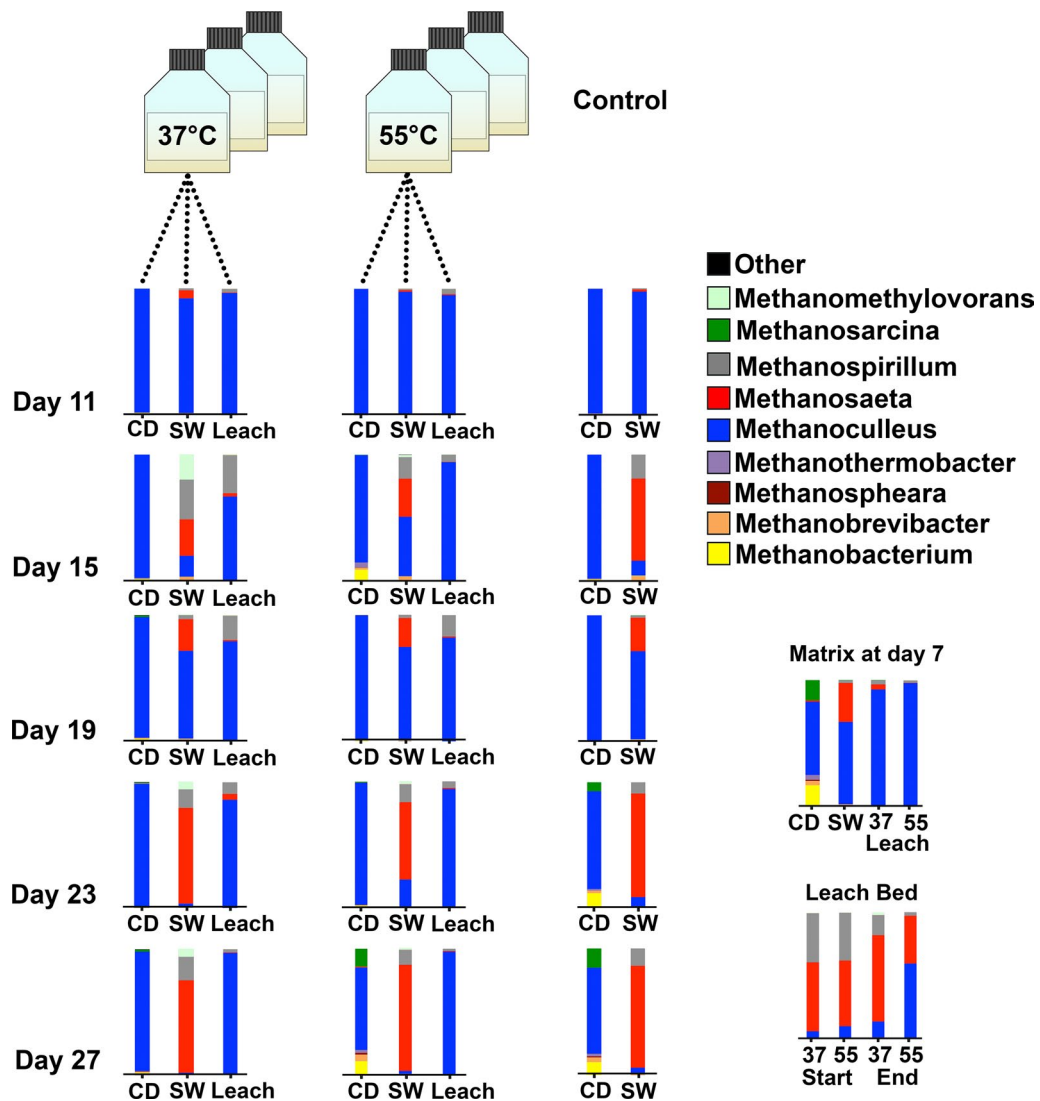 37°C
55°C
Control
Other
Methanomethylovorans
Methanosarcina
Methanospirillum
Methanosaeta
Methanoculleus
Methanothermobacter
Methanospheara
Methanobrevibacter
Methanobacterium
Day 11
CD SW Leach
CD SW Leach
CD SW
Day 15
CD SW Leach
CD SW Leach
CD SW
Day 19
CD SW Leach
CD SW Leach
CD SW
Day 23
CD SW Leach
CD SW Leach
CD SW
Day 27
CD SW Leach
CD SW Leach
CD SW
Matrix at day 7
CD SW 37 55
Leach
Leach Bed
37 55 37 55
Start End